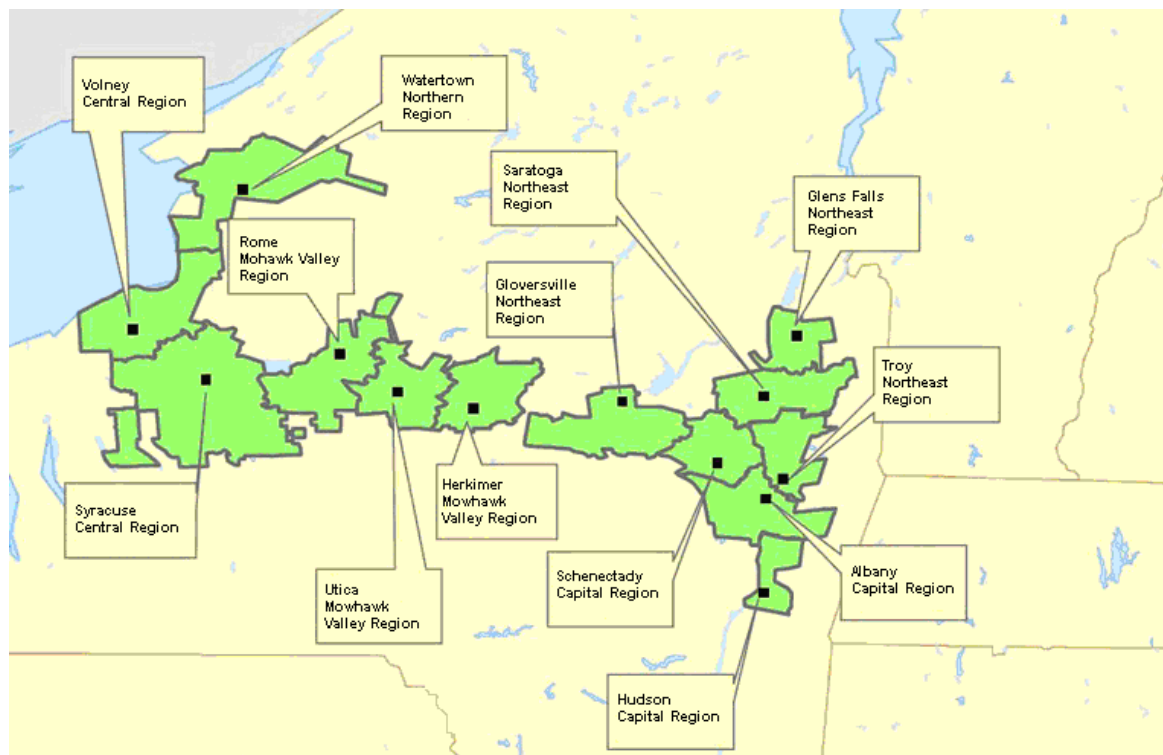 Volney
Central Region
Watertown
Northern
Region
Saratoga
Northeast
Region
Glens Falls
Northeast
Region
Rome
Mohawk Valley
Region
Gloversville
Northeast
Region
Troy
Northeast
Region
Syracuse
Central Region
Herkimer
Mowhawk
Valley Region
Utica
Mowhawk
Valley Region
Schenectady
Capital Region
Albany
Capital Region
Hudson
Capital Region